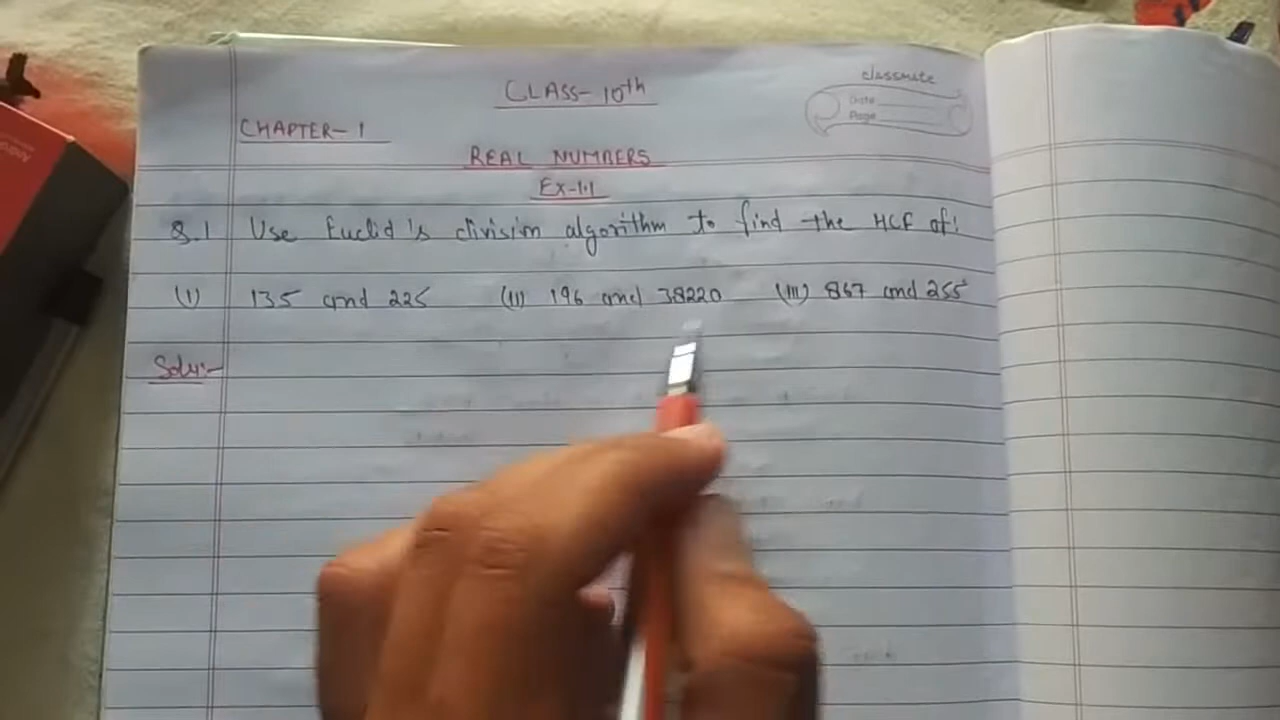 CLASS-10th
classmate
Date
Page
CHAPTER-1
REAL NUMBERS
Ex-1.1
Q.1 Use Euclid's division algorithm to find the HCF of:
(I) 135 and 225 (II) 196 and 38220 (III) 867 and 255
Soln:-